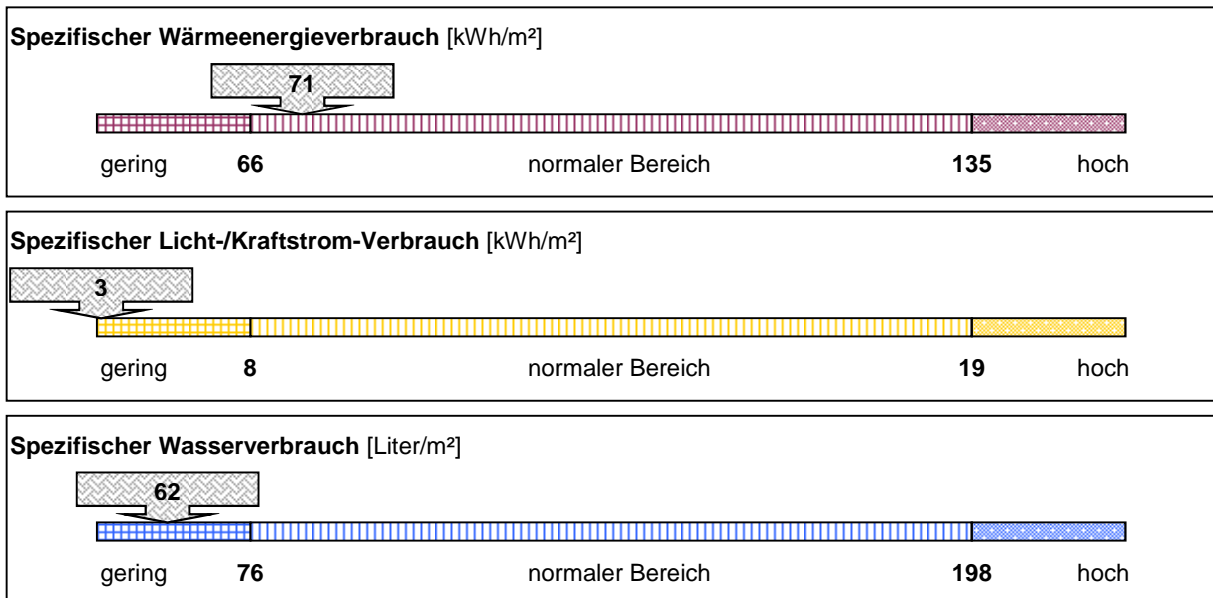 Spezifischer Wärmeenergieverbrauch [kWh/m²]
71
gering 66 normaler Bereich 135 hoch
Spezifischer Licht-/Kraftstrom-Verbrauch [kWh/m²]
3
gering 8 normaler Bereich 19 hoch
Spezifischer Wasserverbrauch [Liter/m²]
62
gering 76 normaler Bereich 198 hoch